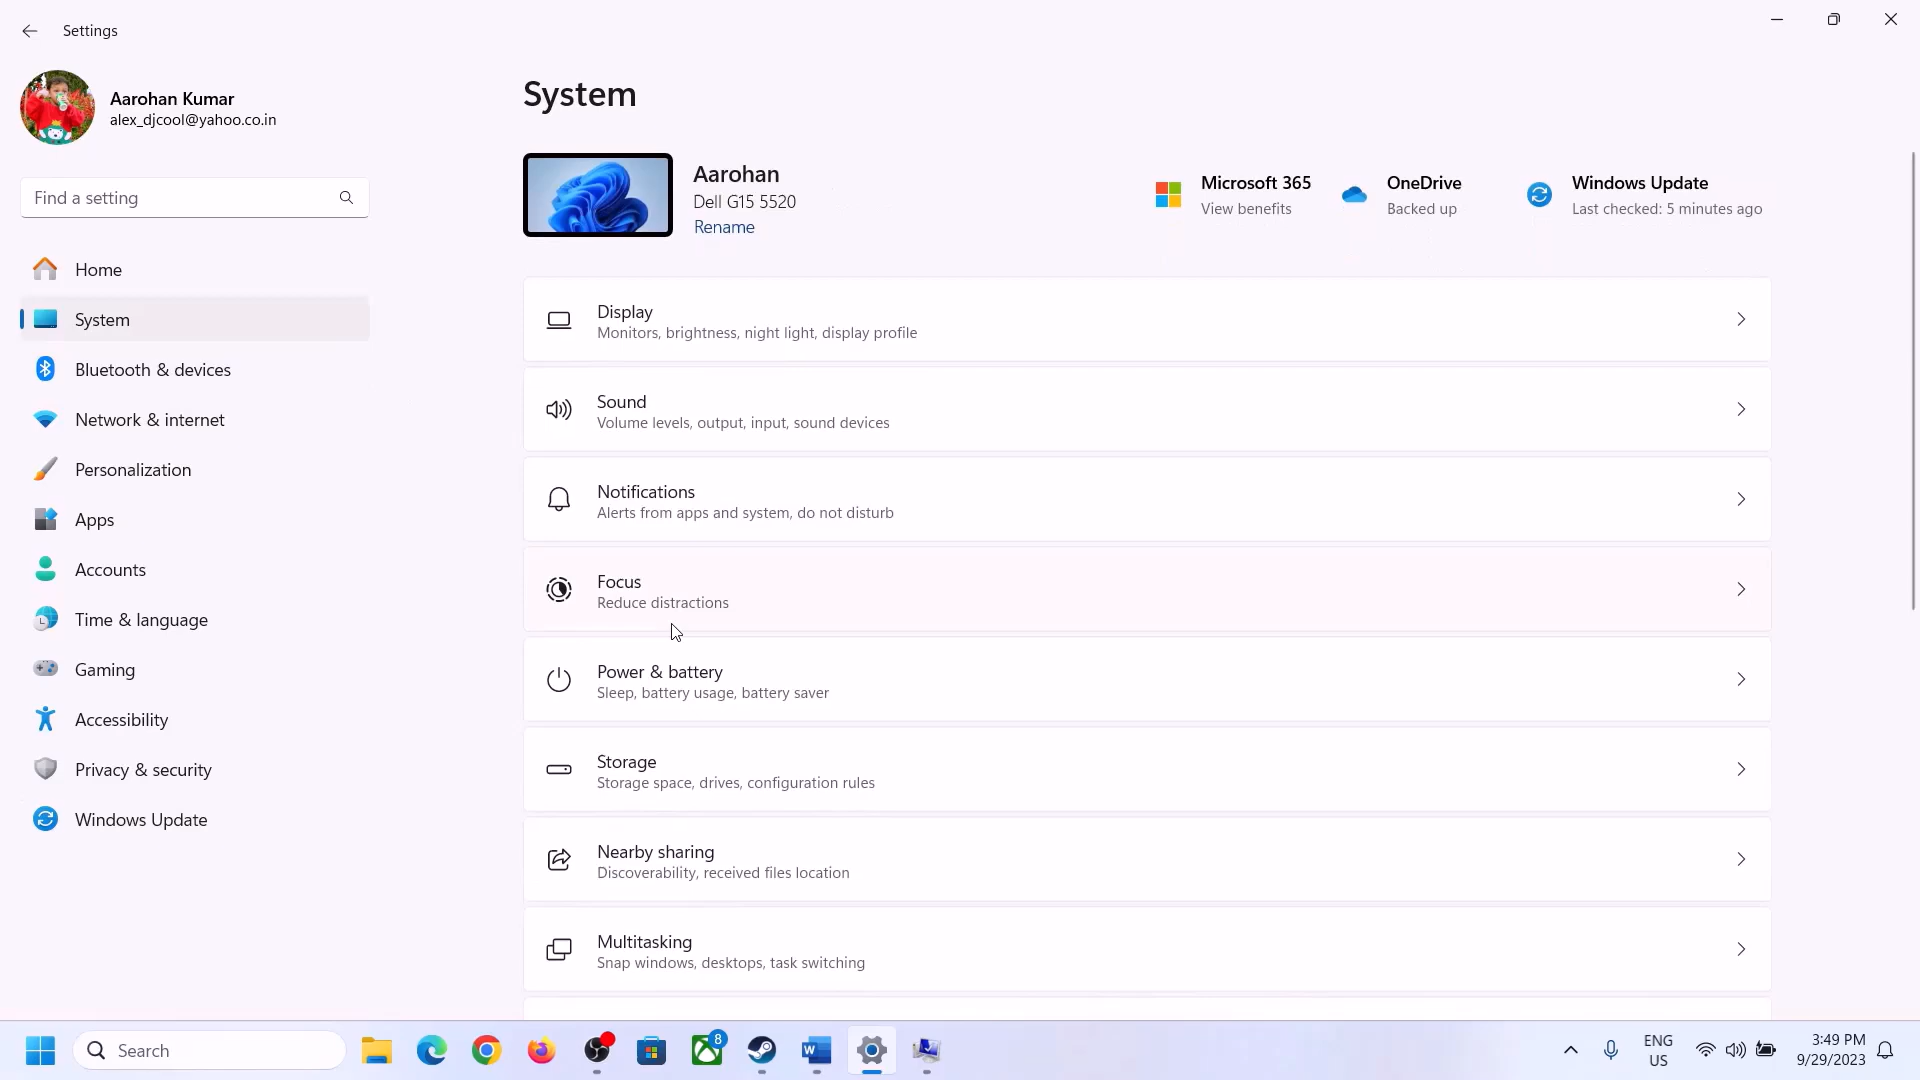 Settings
Aarohan Kumar
alex_djcool@yahoo.co.in
Find a setting
Home
System
Bluetooth & devices
Network & internet
Personalization
Apps
Accounts
Time & language
Gaming
Accessibility
Privacy & security
Windows Update
System
Aarohan
Dell G15 5520
Rename
Microsoft 365
View benefits
OneDrive
Backed up
Windows Update
Last checked: 5 minutes ago
Display
Monitors, brightness, night light, display profile
Sound
Volume levels, output, input, sound devices
Notifications
Alerts from apps and system, do not disturb
Focus
Reduce distractions
Power & battery
Sleep, battery usage, battery saver
Storage
Storage space, drives, configuration rules
Nearby sharing
Discoverability, received files location
Multitasking
Snap windows, desktops, task switching
Search
8
W
ENG
US
3:49 PM
9/29/2023